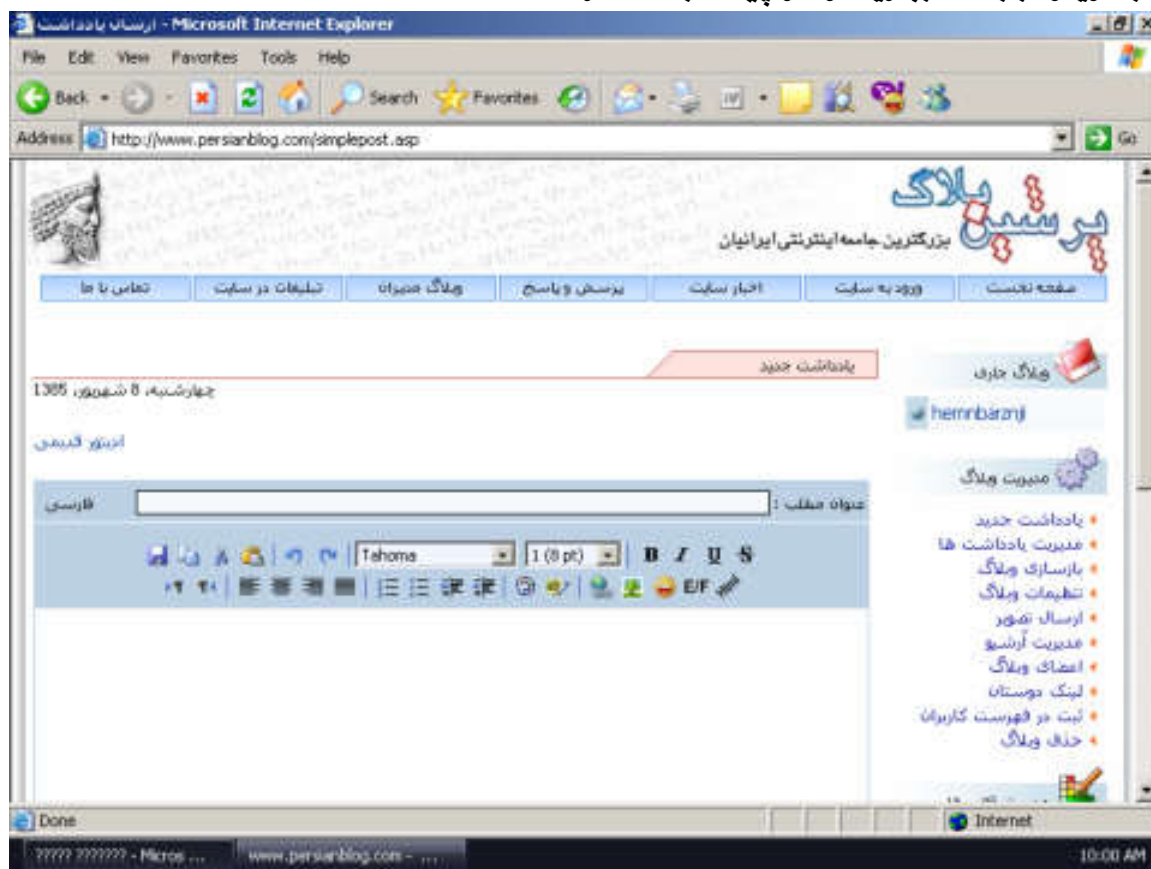 ارسال یادداشت - Microsoft Internet Explorer
File Edit View Favorites Tools Help
Back Search Favorites
Address http://www.persianblog.com/simplepost.asp Go
پرشین بلاگ
بزرگترین جامعه اینترنتی ایرانیان
صفحه نخست ورود به سایت اخبار سایت پرسش و پاسخ وبلاگ مدیران تبلیغات در سایت تماس با ما
یادداشت جدید
چهارشنبه، 8 شهریور، 1385
ادیتور قدیمی
عنوان مطلب : فارسی
Tahoma 1 (8 pt) B I U S
E/F
وبلاگ جاری
hemnbarznji
مدیریت وبلاگ
یادداشت جدید
مدیریت یادداشت ها
بازسازی وبلاگ
تنظیمات وبلاگ
ارسال تصویر
مدیریت آرشیو
اعضای وبلاگ
لینک دوستان
ثبت در فهرست کاربران
حذف وبلاگ
Done Internet
????? ??????? - Micros ... www.persianblog.com - ... 10:00 AM